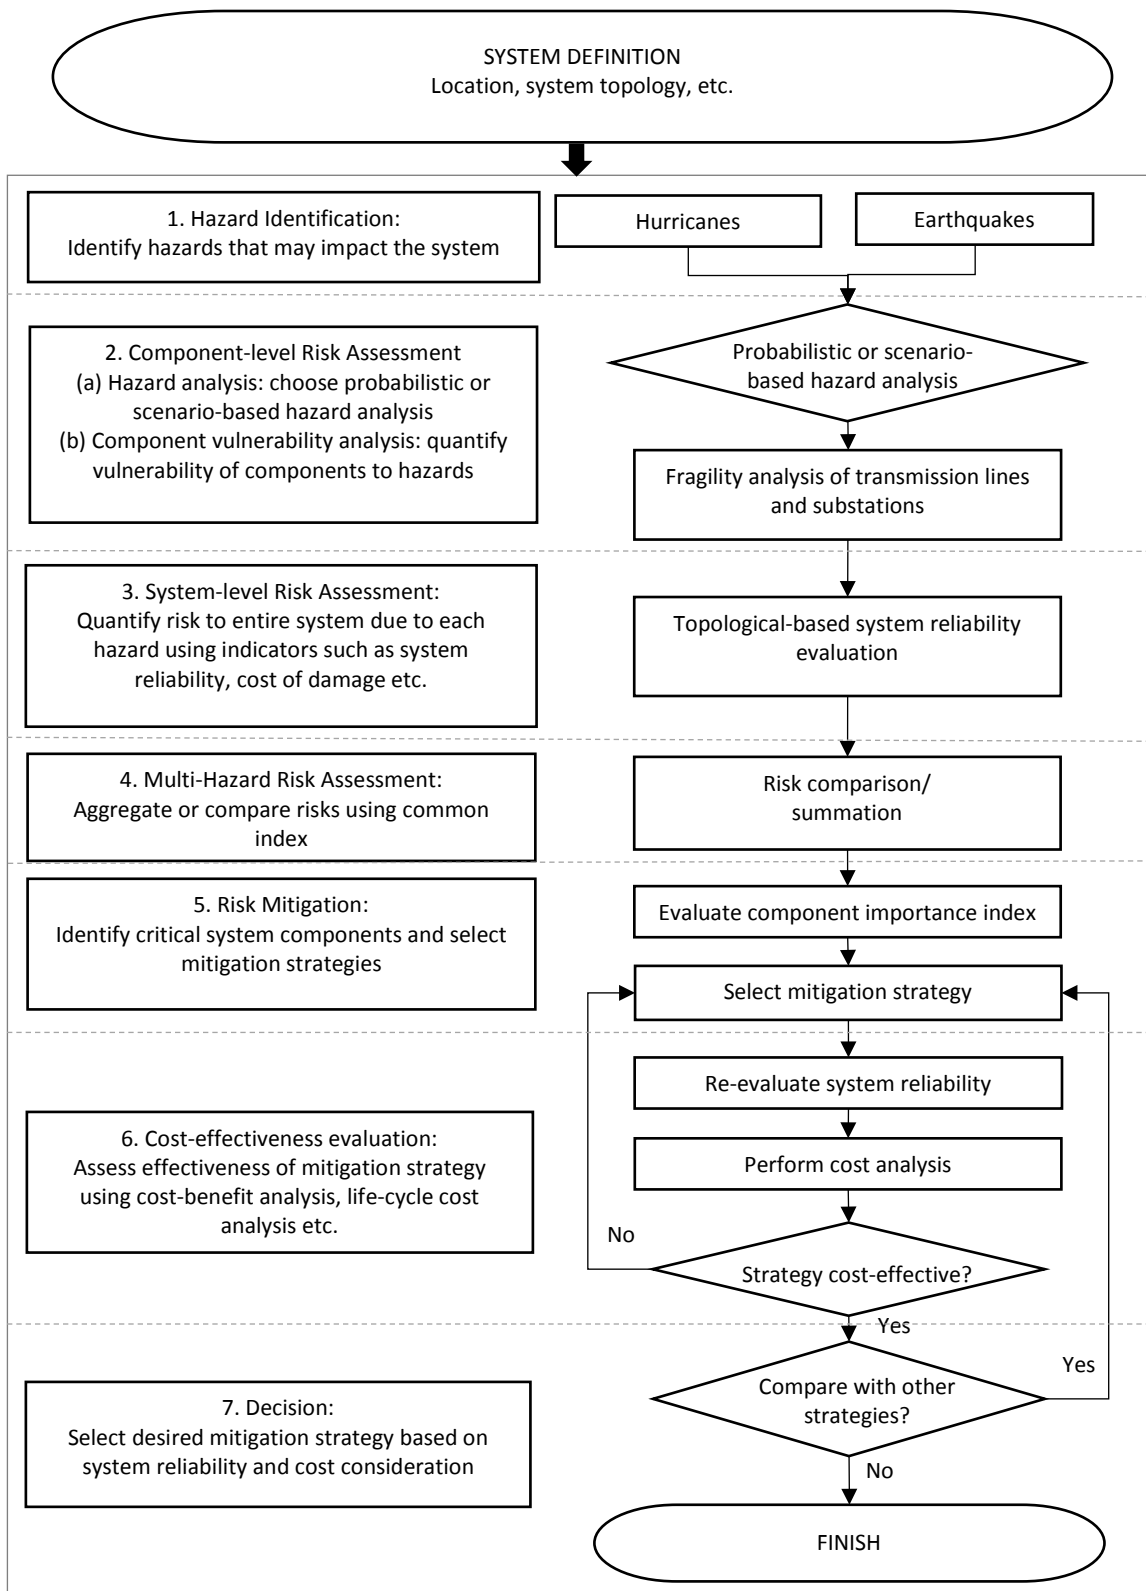 SYSTEM DEFINITION
Location, system topology, etc.
1. Hazard Identification:
Identify hazards that may impact the system
Hurricanes
Earthquakes
2. Component-level Risk Assessment
(a) Hazard analysis: choose probabilistic or
scenario-based hazard analysis
(b) Component vulnerability analysis: quantify
vulnerability of components to hazards
Probabilistic or scenario-
based hazard analysis
Fragility analysis of transmission lines
and substations
3. System-level Risk Assessment:
Quantify risk to entire system due to each
hazard using indicators such as system
reliability, cost of damage etc.
Topological-based system reliability
evaluation
4. Multi-Hazard Risk Assessment:
Aggregate or compare risks using common
index
Risk comparison/
summation
5. Risk Mitigation:
Identify critical system components and select
mitigation strategies
Evaluate component importance index
Select mitigation strategy
6. Cost-effectiveness evaluation:
Assess effectiveness of mitigation strategy
using cost-benefit analysis, life-cycle cost
analysis etc.
Re-evaluate system reliability
Perform cost analysis
No
Strategy cost-effective?
Yes
7. Decision:
Select desired mitigation strategy based on
system reliability and cost consideration
Compare with other
strategies?
Yes
No
FINISH